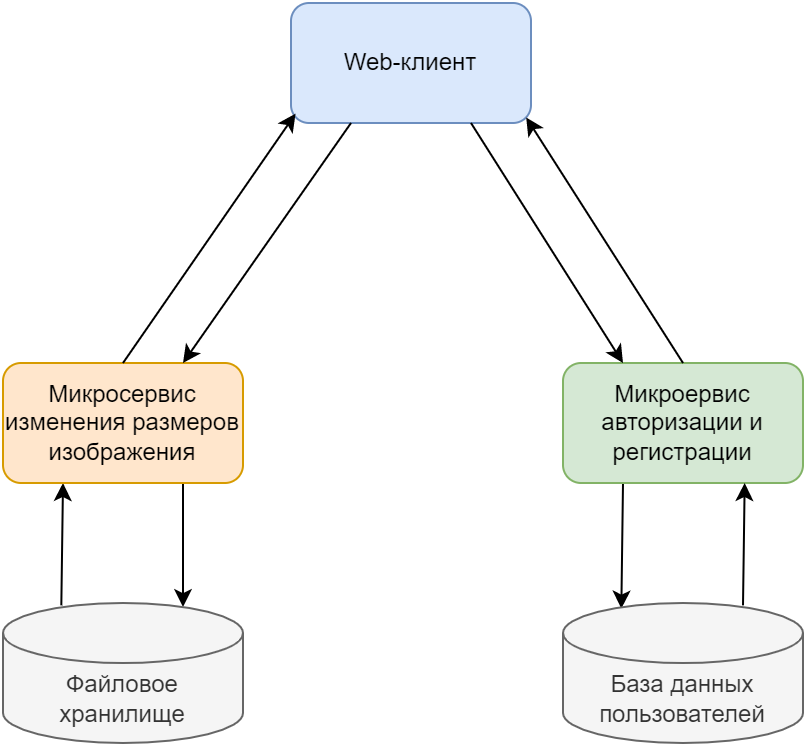 Web-клиент
Микросервис
изменения размеров
изображения
Микроервис
авторизации и
регистрации
Файловое
хранилище
База данных
пользователей